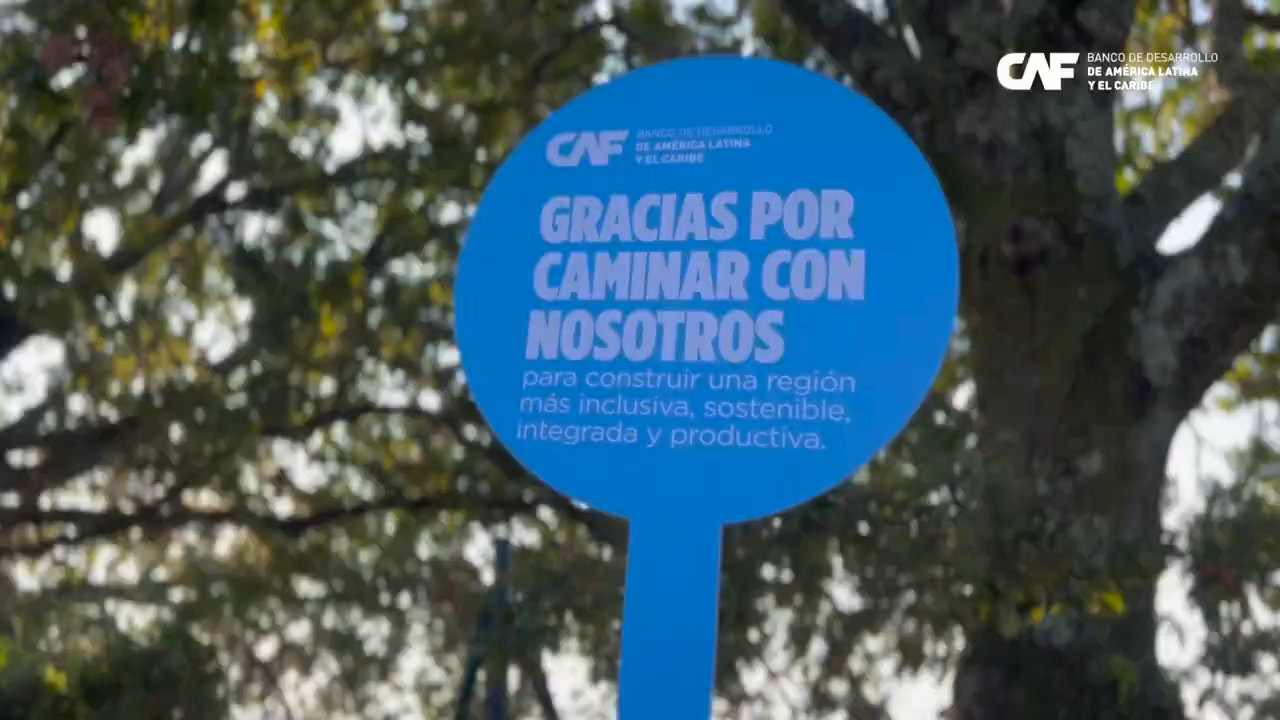 CAF BANCO DE DESARROLLO
DE AMÉRICA LATINA
Y EL CARIBE
CAF BANCO DE DESARROLLO
DE AMÉRICA LATINA
Y EL CARIBE
GRACIAS POR
CAMINAR CON
NOSOTROS
para construir una región
más inclusiva, sostenible,
integrada y productiva.